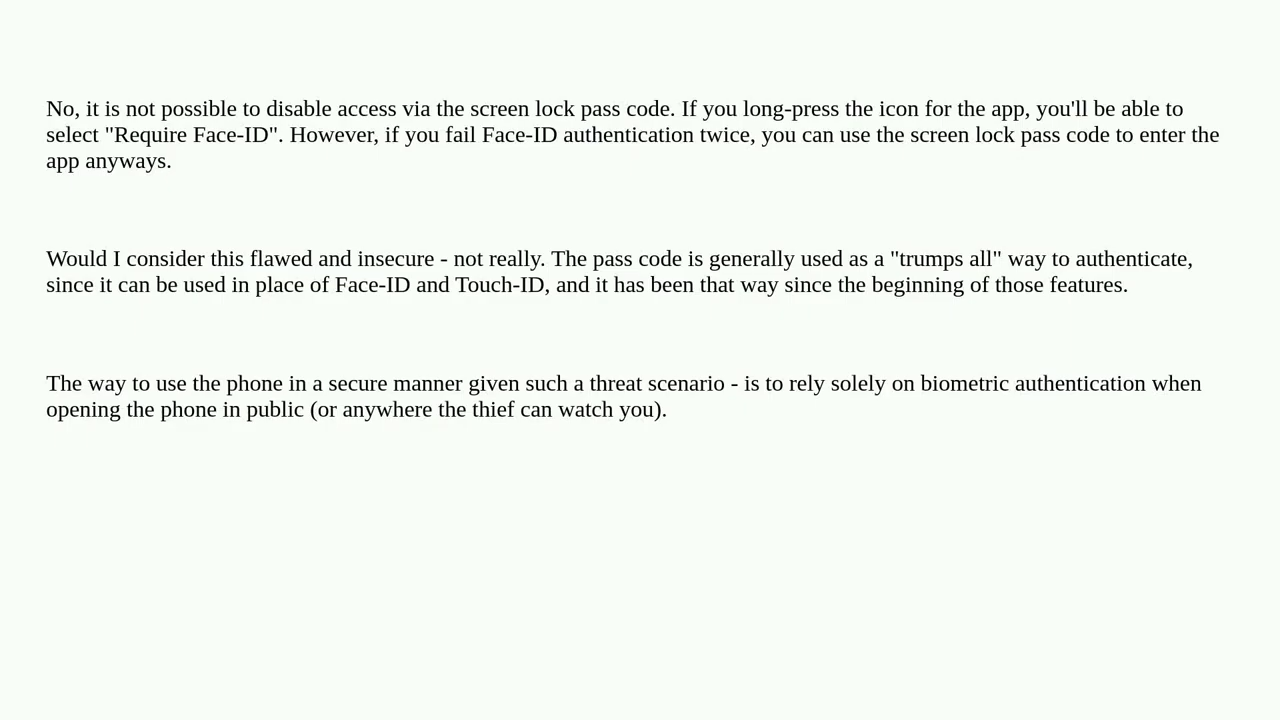 No, it is not possible to disable access via the screen lock pass code. If you long-press the icon for the app, you'll be able to
select "Require Face-ID". However, if you fail Face-ID authentication twice, you can use the screen lock pass code to enter the
app anyways.
Would I consider this flawed and insecure - not really. The pass code is generally used as a "trumps all" way to authenticate,
since it can be used in place of Face-ID and Touch-ID, and it has been that way since the beginning of those features.
The way to use the phone in a secure manner given such a threat scenario - is to rely solely on biometric authentication when
opening the phone in public (or anywhere the thief can watch you).